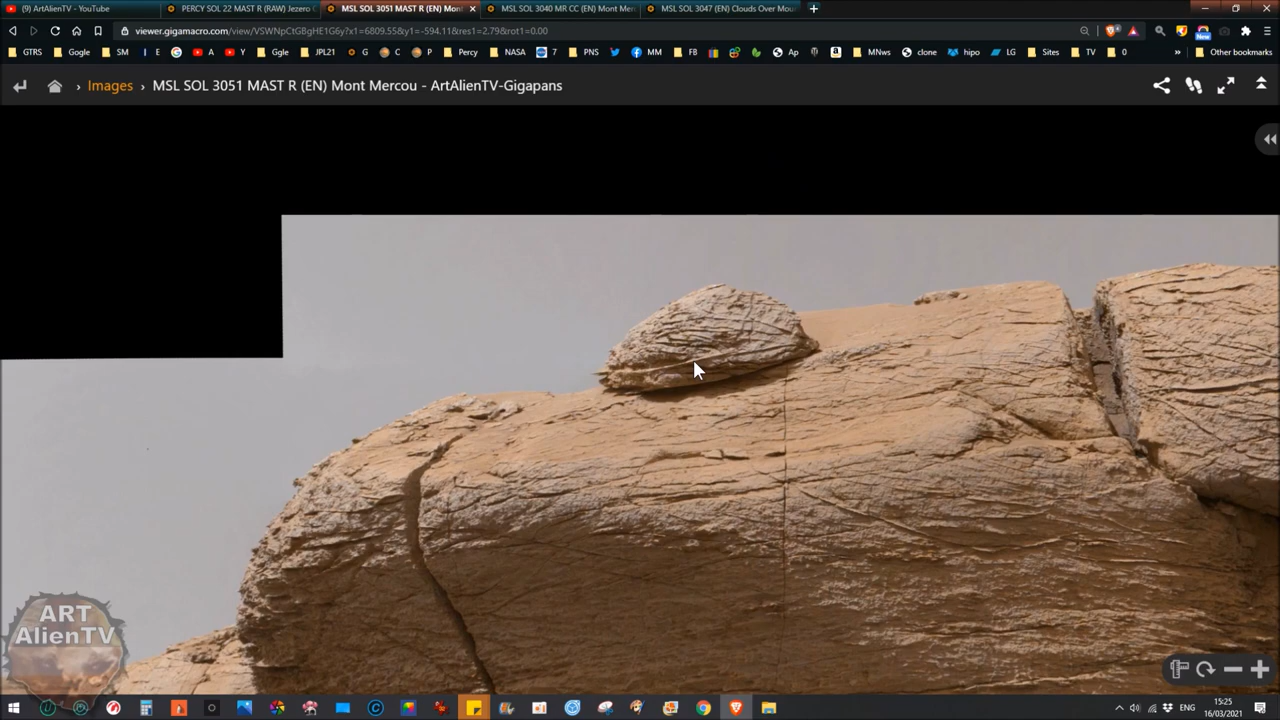 (9) ArtAlienTV - YouTube
PERCY SOL 22 MAST R (RAW) Jezero C
MSL SOL 3051 MAST R (EN) Mont
MSL SOL 3040 MR CC (EN) Mont Mer
MSL SOL 3047 (EN) Clouds Over Mou
viewer.gigamacro.com/view/VSWNpCtGBgHE1G6y?x1=6809.55&y1=-594.11&res1=2.79&rot1=0.00
GTRS
Gogle
SM
E
A
Y
Ggle
JPL21
G
C
P
Percy
NASA
7
PNS
MM
FB
Ap
MNws
clone
hipo
LG
Sites
TV
0
»
Other bookmarks
› Images › MSL SOL 3051 MAST R (EN) Mont Mercou - ArtAlienTV-Gigapans
ART
AlienTV
15:25
16/03/2021